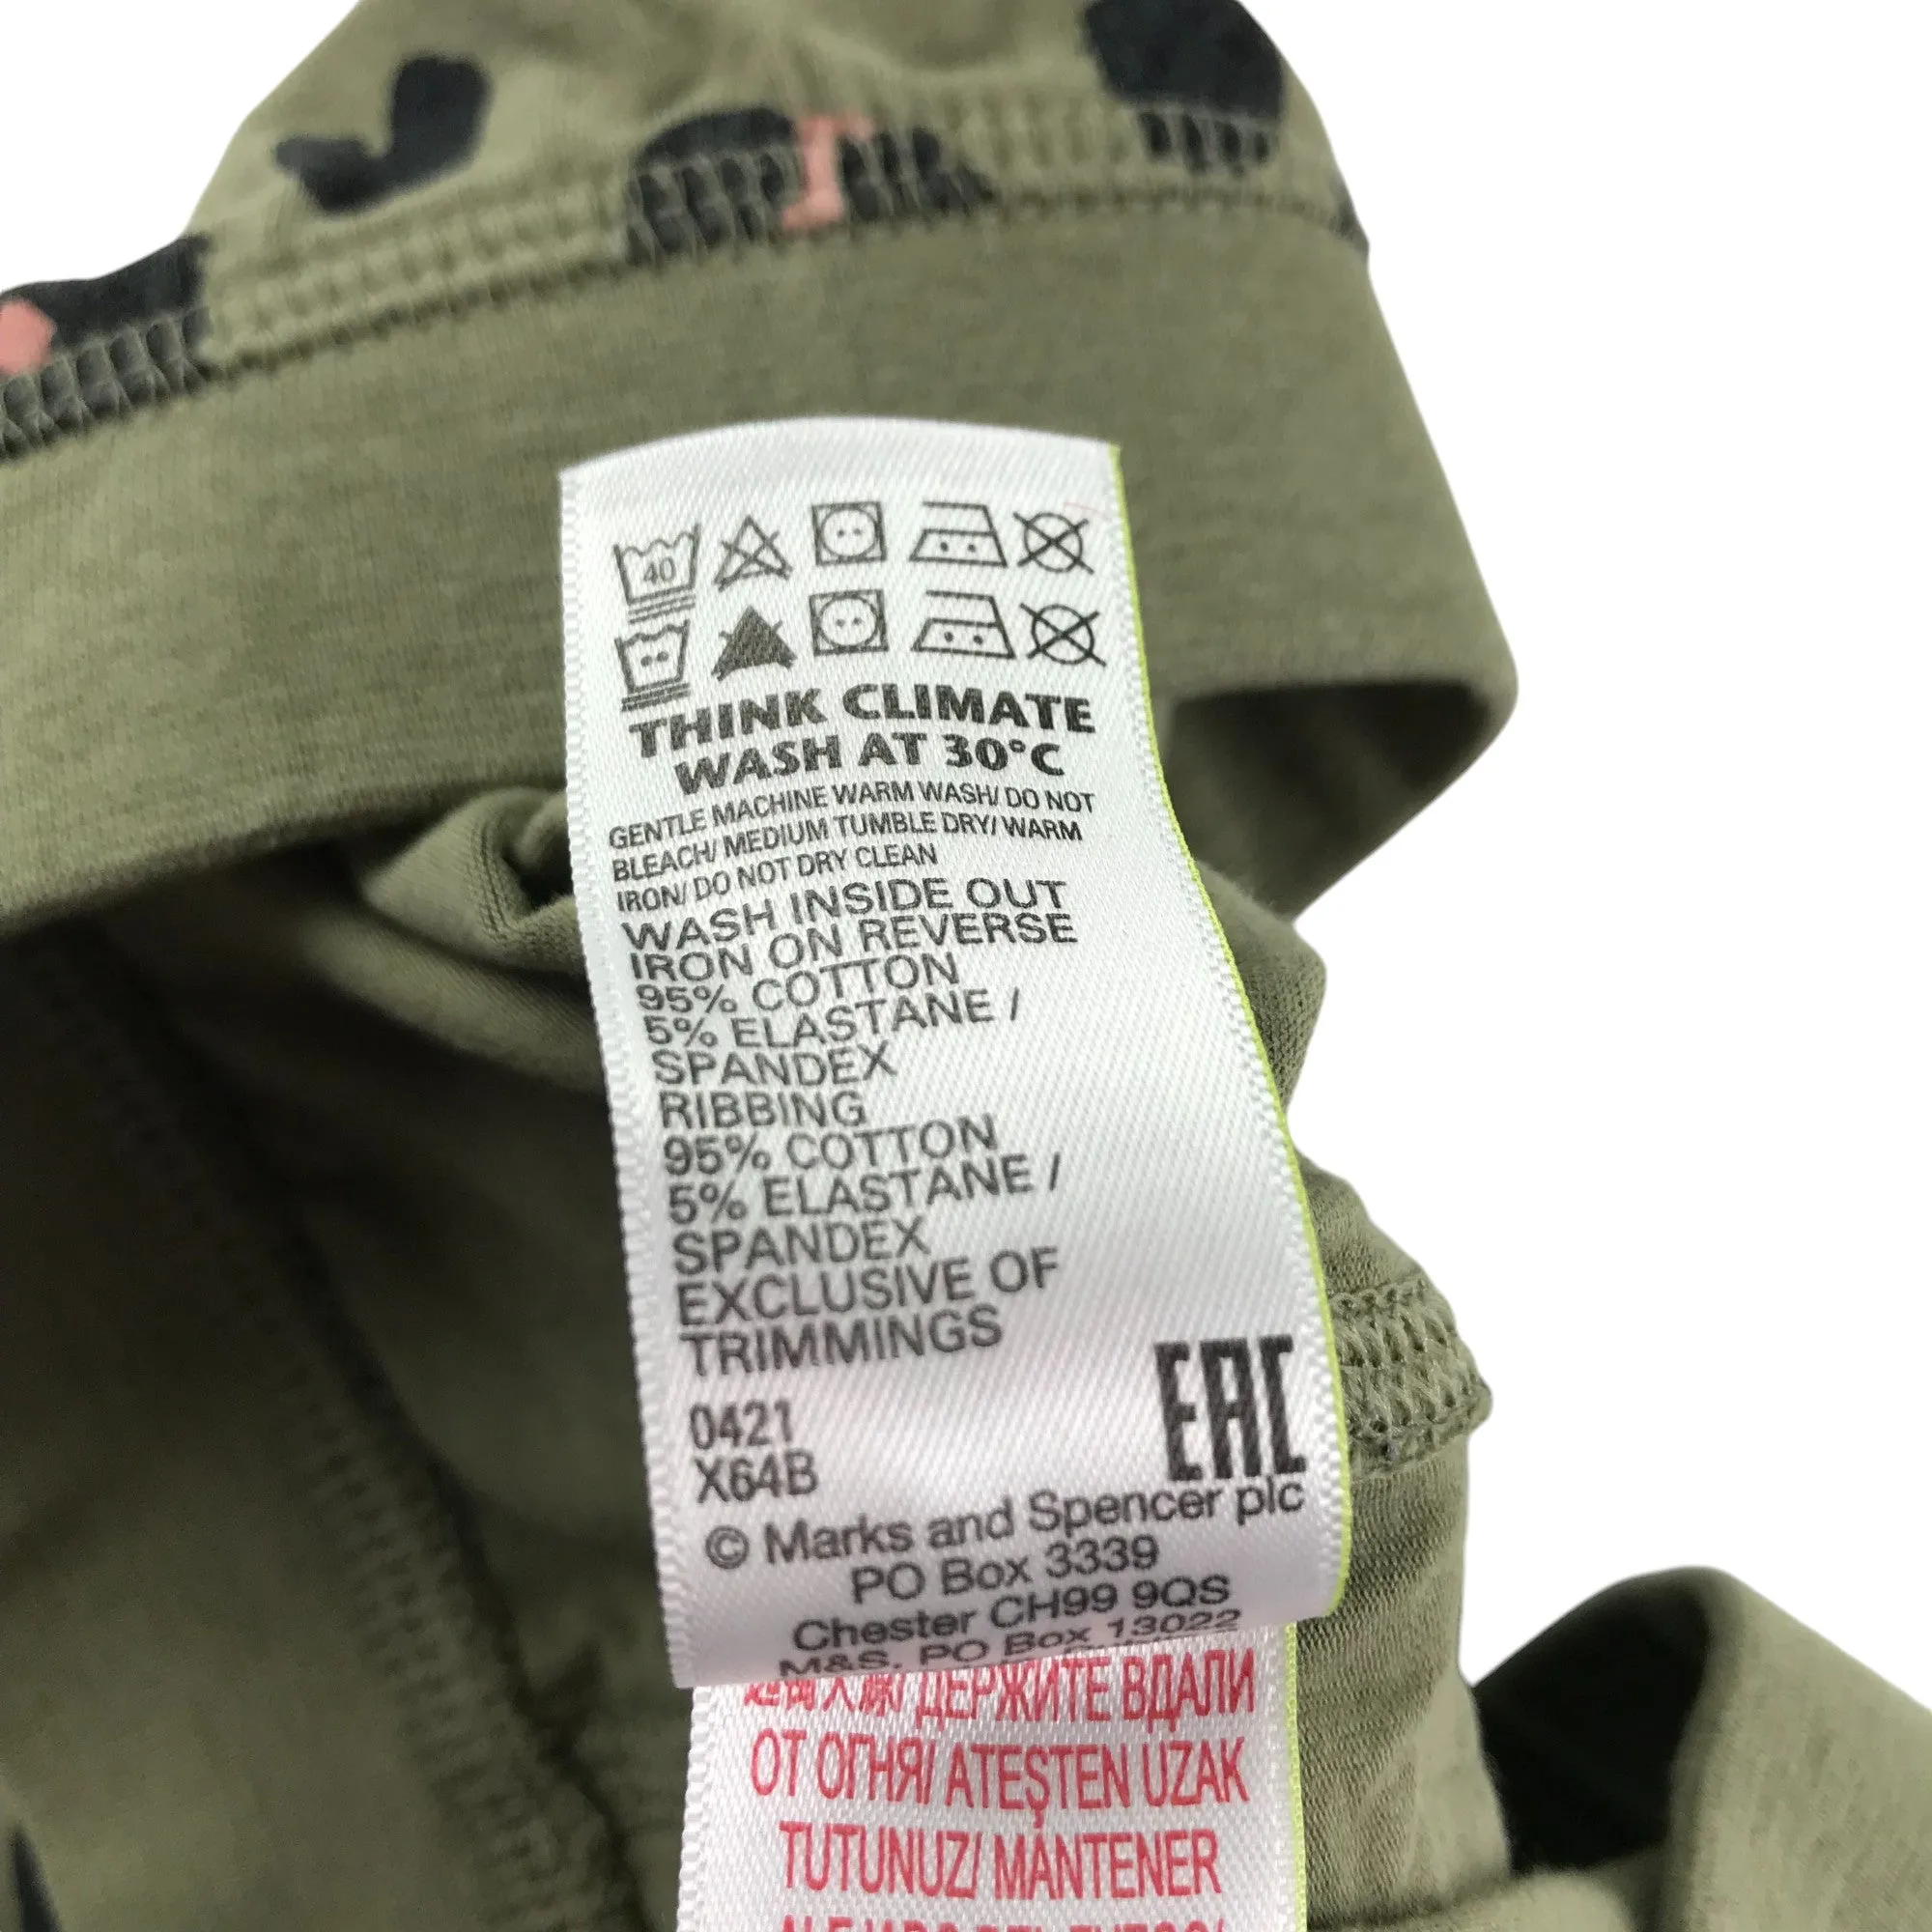 40
THINK CLIMATE
WASH AT 30°C
GENTLE MACHINE WARM WASH/ DO NOT
BLEACH/ MEDIUM TUMBLE DRY/ WARM
IRON/ DO NOT DRY CLEAN
WASH INSIDE OUT
IRON ON REVERSE
95% COTTON
5% ELASTANE /
SPANDEX
RIBBING
95% COTTON
5% ELASTANE /
SPANDEX
EXCLUSIVE OF
TRIMMINGS
0421
X64B
EAC
© Marks and Spencer plc
PO Box 3339
Chester CH99 9QS
M&S, PO Box 13022
ДЕРЖИТЕ ВДАЛИ
ОТ ОГНЯ/ ATEŞTEN UZAK
TUTUNUZ/ MANTENER